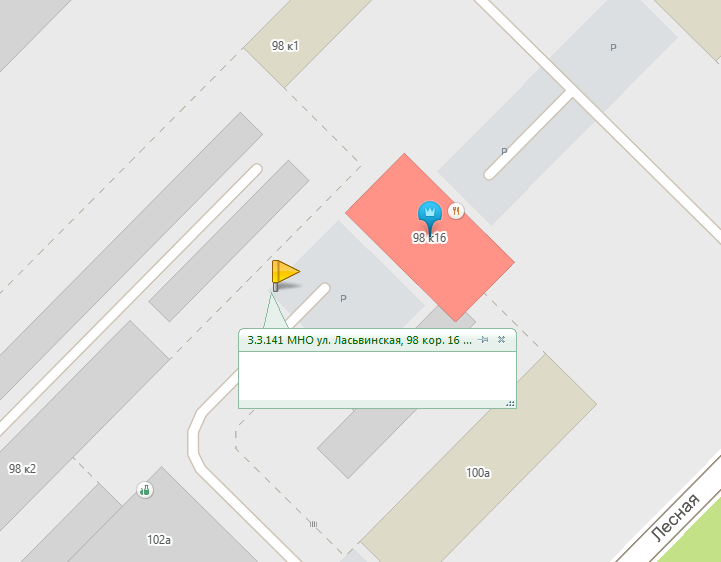 98 к1
P
P
98 к16
P
3.3.141 МНО ул. Ласьвинская, 98 кор. 16 ...
98 к2
100а
102а
Лесная